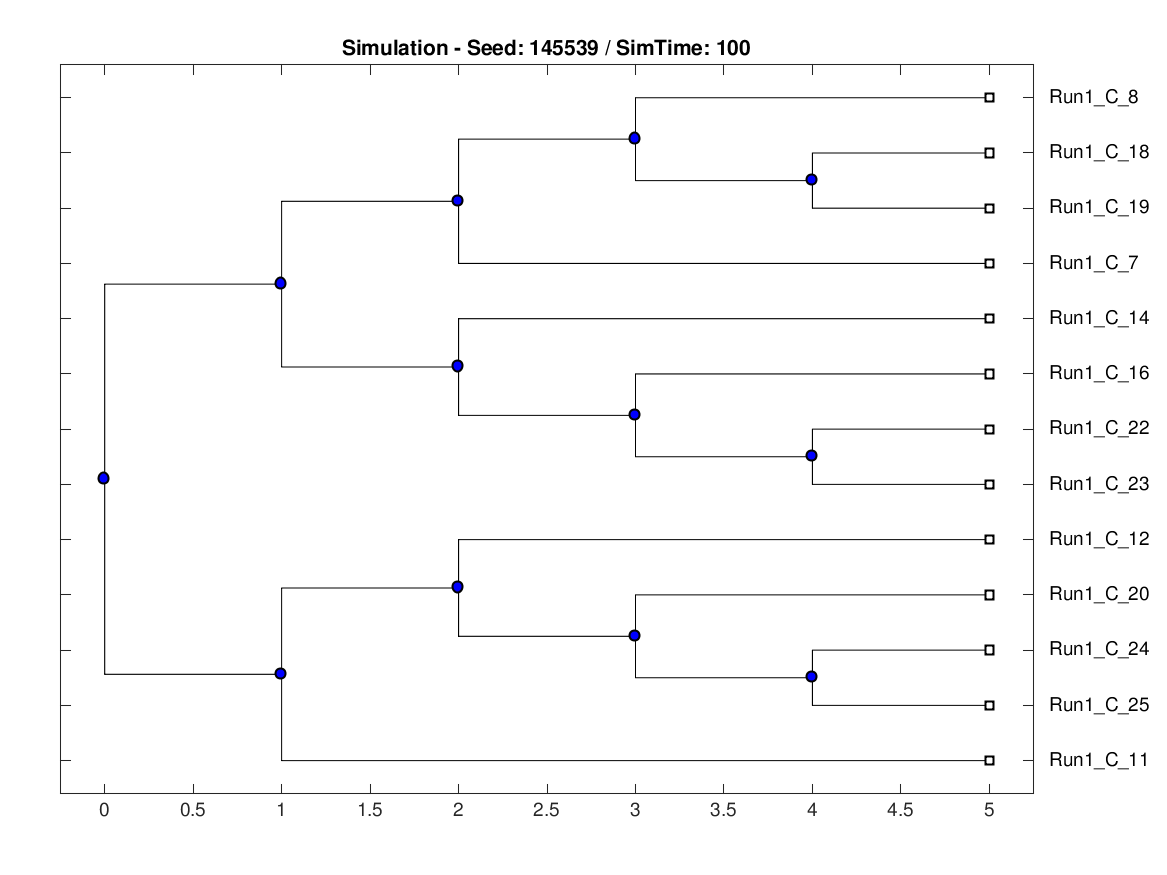 Simulation - Seed: 145539 / SimTime: 100
Run1_C_8
Run1_C_18
Run1_C_19
Run1_C_7
Run1_C_14
Run1_C_16
Run1_C_22
Run1_C_23
Run1_C_12
Run1_C_20
Run1_C_24
Run1_C_25
Run1_C_11
0 0.5 1 1.5 2 2.5 3 3.5 4 4.5 5